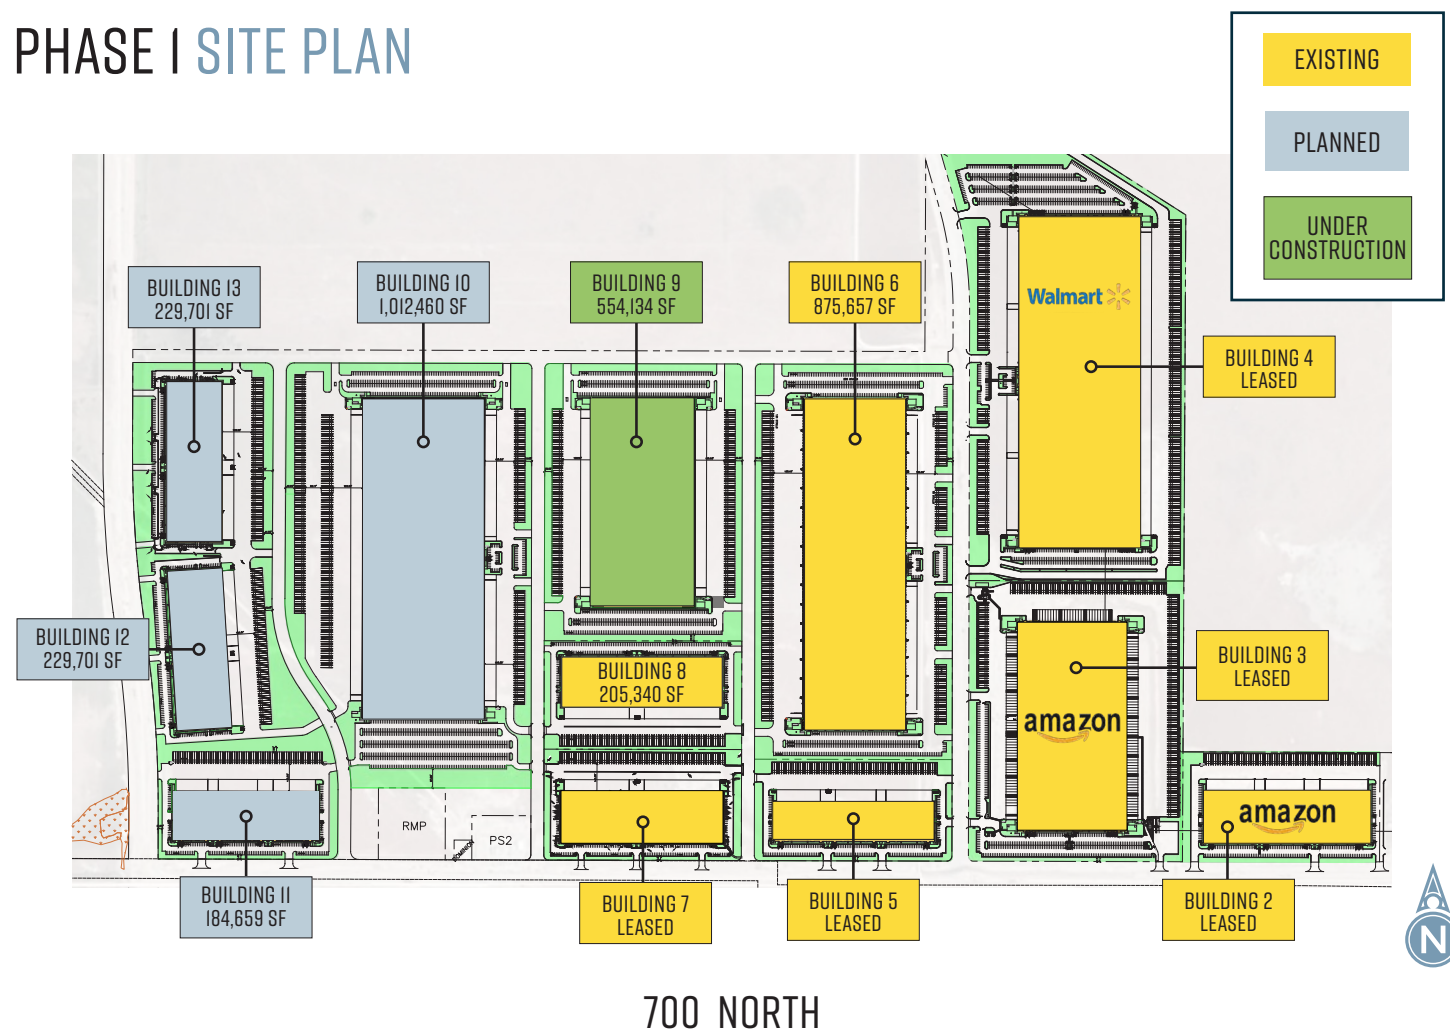 PHASE 1 SITE PLAN
EXISTING
PLANNED
UNDER
CONSTRUCTION
BUILDING 13
229,701 SF
BUILDING 10
1,012,460 SF
BUILDING 9
554,134 SF
BUILDING 6
875,657 SF
Walmart
BUILDING 4
LEASED
BUILDING 12
229,701 SF
BUILDING 8
205,340 SF
BUILDING 3
LEASED
amazon
amazon
RMP
PS2
DOMINION
BUILDING 11
184,659 SF
BUILDING 7
LEASED
BUILDING 5
LEASED
BUILDING 2
LEASED
N
700 NORTH